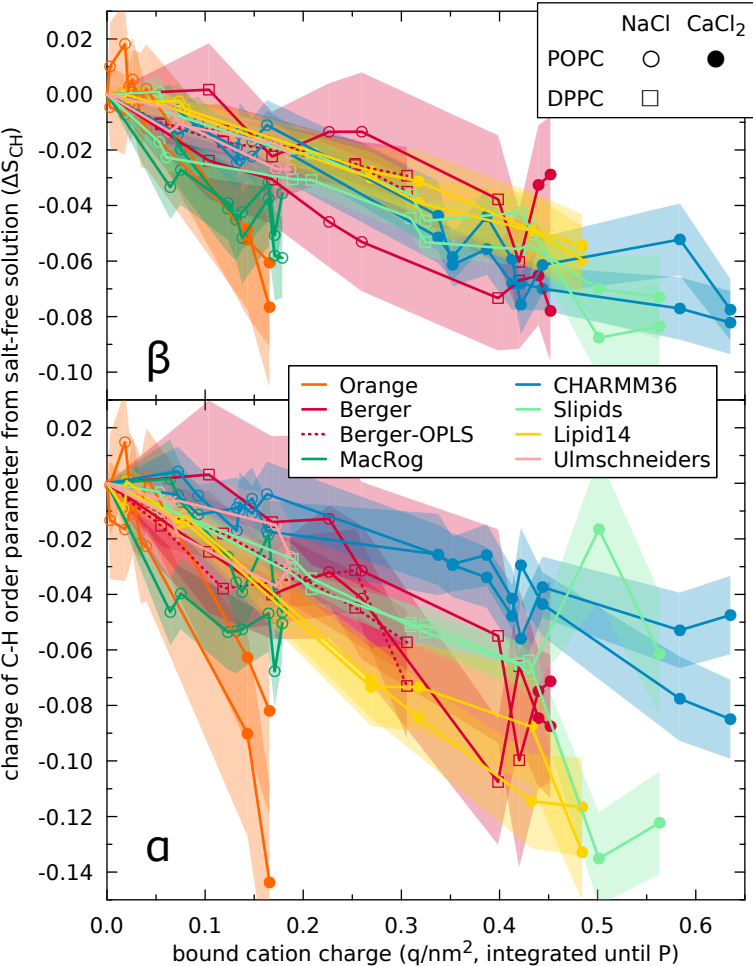 NaCl CaCl2
POPC
DPPC
0.02
0.00
-0.02
-0.04
-0.06
-0.08
-0.10
β
Orange
Berger
Berger-OPLS
MacRog
CHARMM36
Slipids
Lipid14
Ulmschneiders
0.02
0.00
-0.02
-0.04
-0.06
-0.08
-0.10
-0.12
-0.14
α
change of C-H order parameter from salt-free solution (ΔSCH)
0.0 0.1 0.2 0.3 0.4 0.5 0.6
bound cation charge (q/nm², integrated until P)